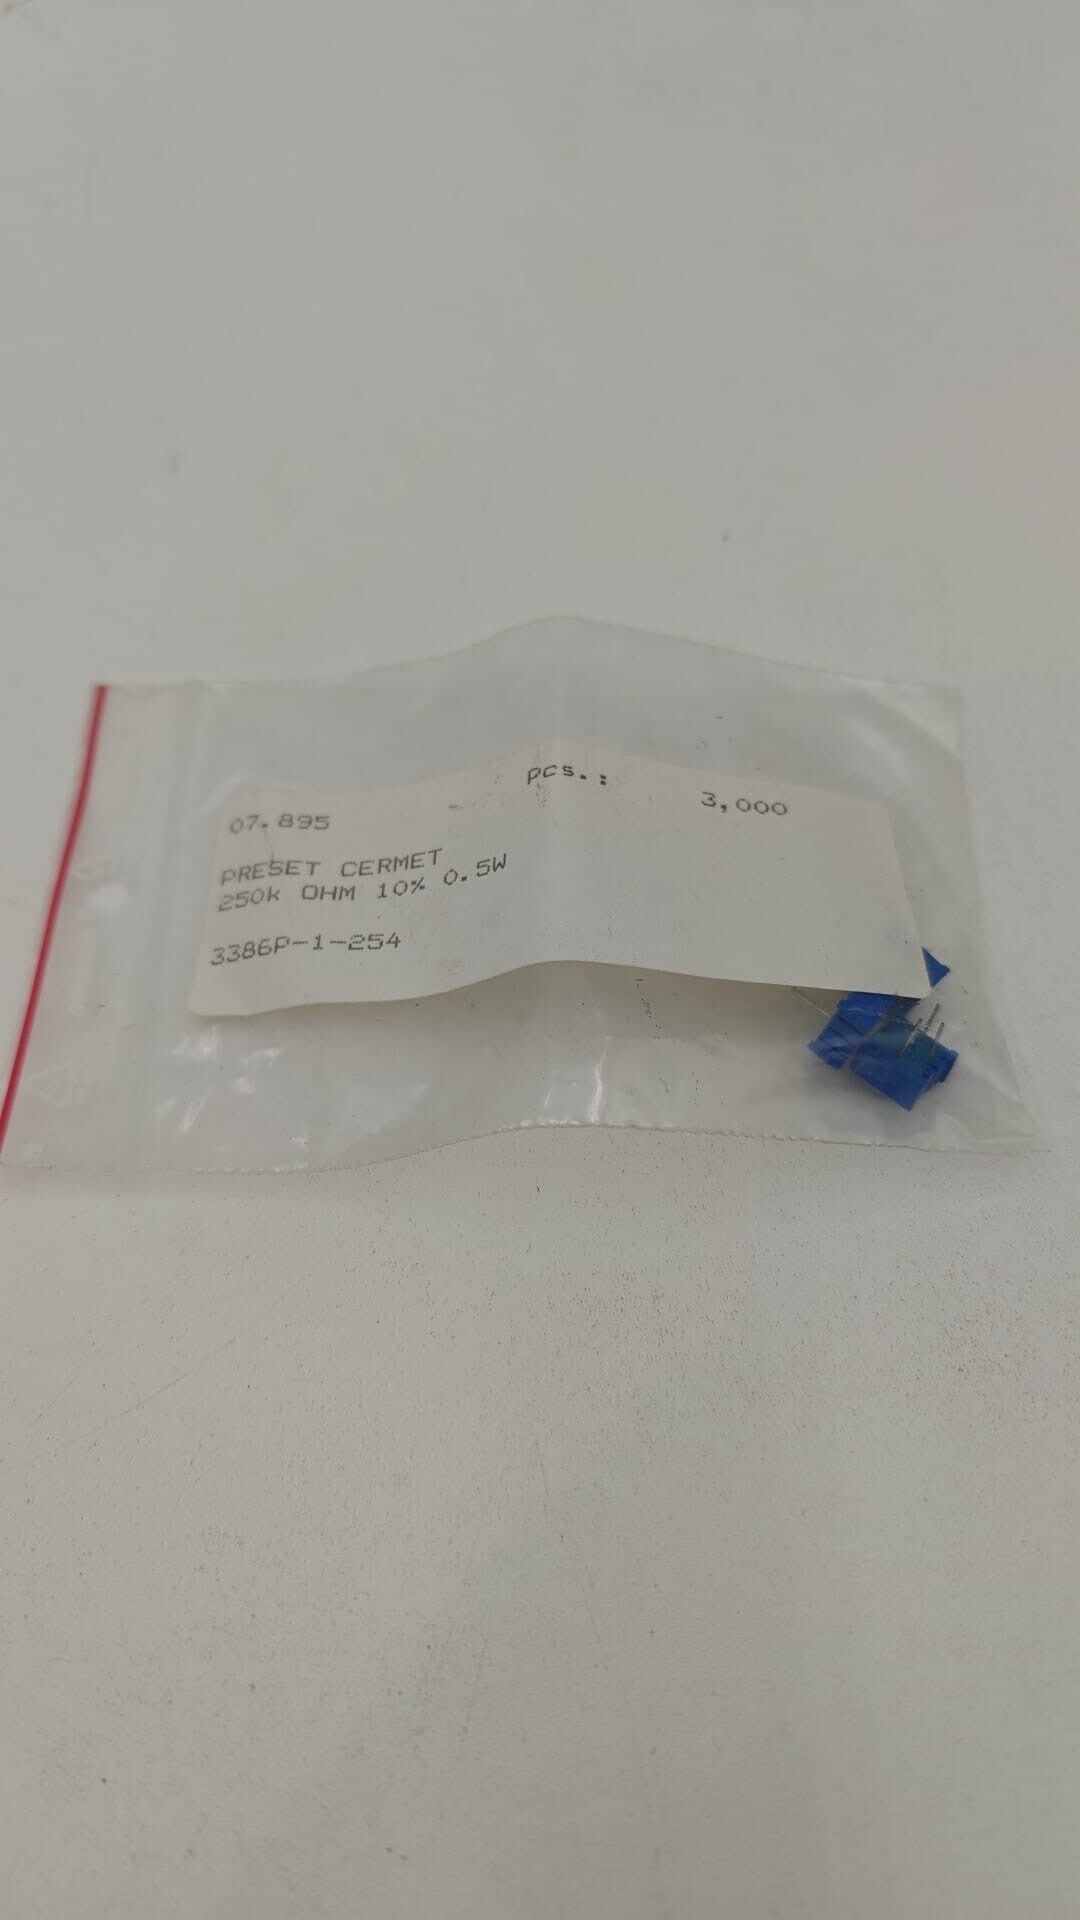 pcs.: 3,000
07.895
PRESET CERMET
250k OHM 10% 0.5W
3386P-1-254